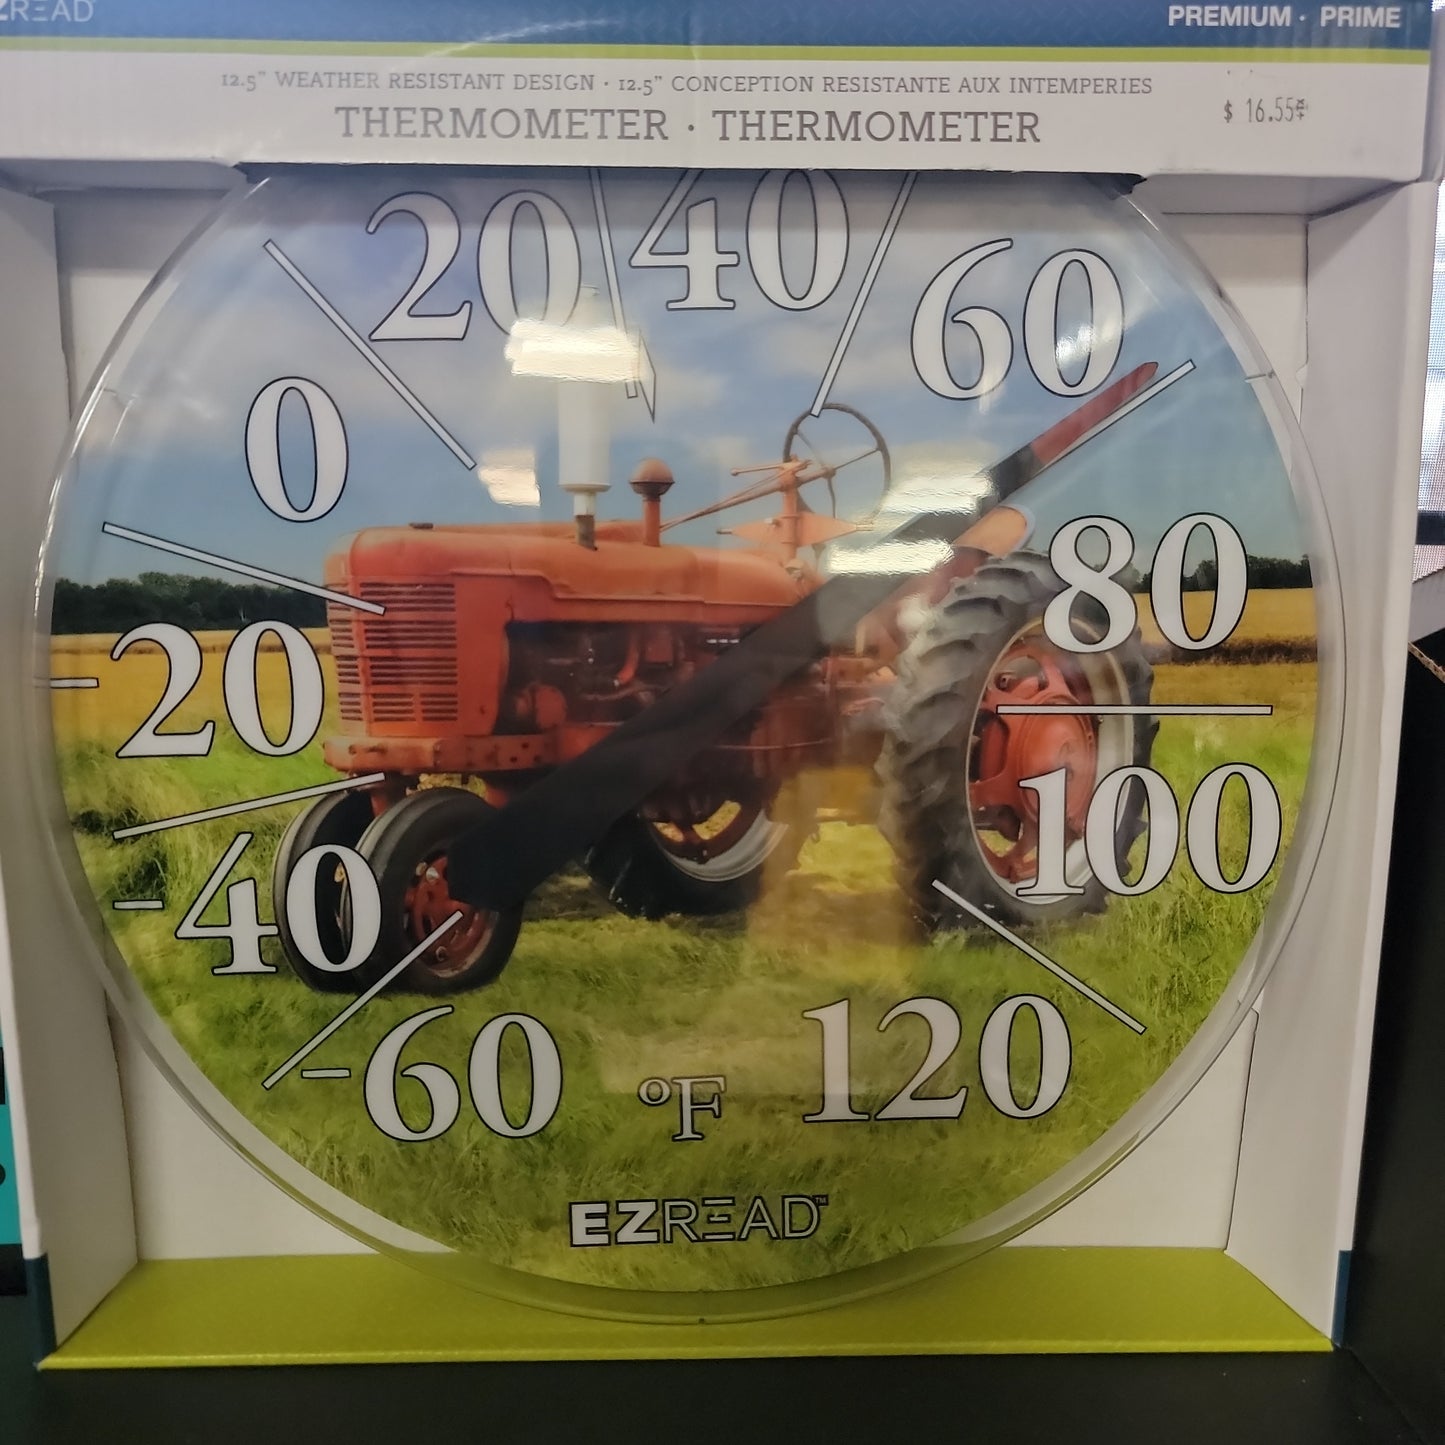 EZREAD
PREMIUM · PRIME
12.5" WEATHER RESISTANT DESIGN · 12.5" CONCEPTION RESISTANTE AUX INTEMPERIES
THERMOMETER · THERMOMETER
$ 16.55
20
40
60
0
80
-20
100
-40
-60
°F
120
EZREAD™